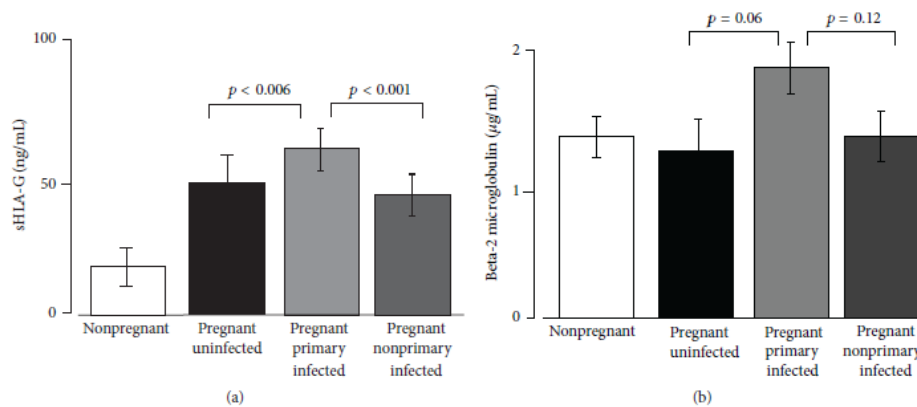 100
50
0
sHLA-G (ng/mL)
p < 0.006
p < 0.001
Nonpregnant
Pregnant
uninfected
Pregnant
primary
infected
Pregnant
nonprimary
infected
(a)
2
1
0
Beta-2 microglobulin (μg/mL)
p = 0.06
p = 0.12
Nonpregnant
Pregnant
uninfected
Pregnant
primary
infected
Pregnant
nonprimary
infected
(b)